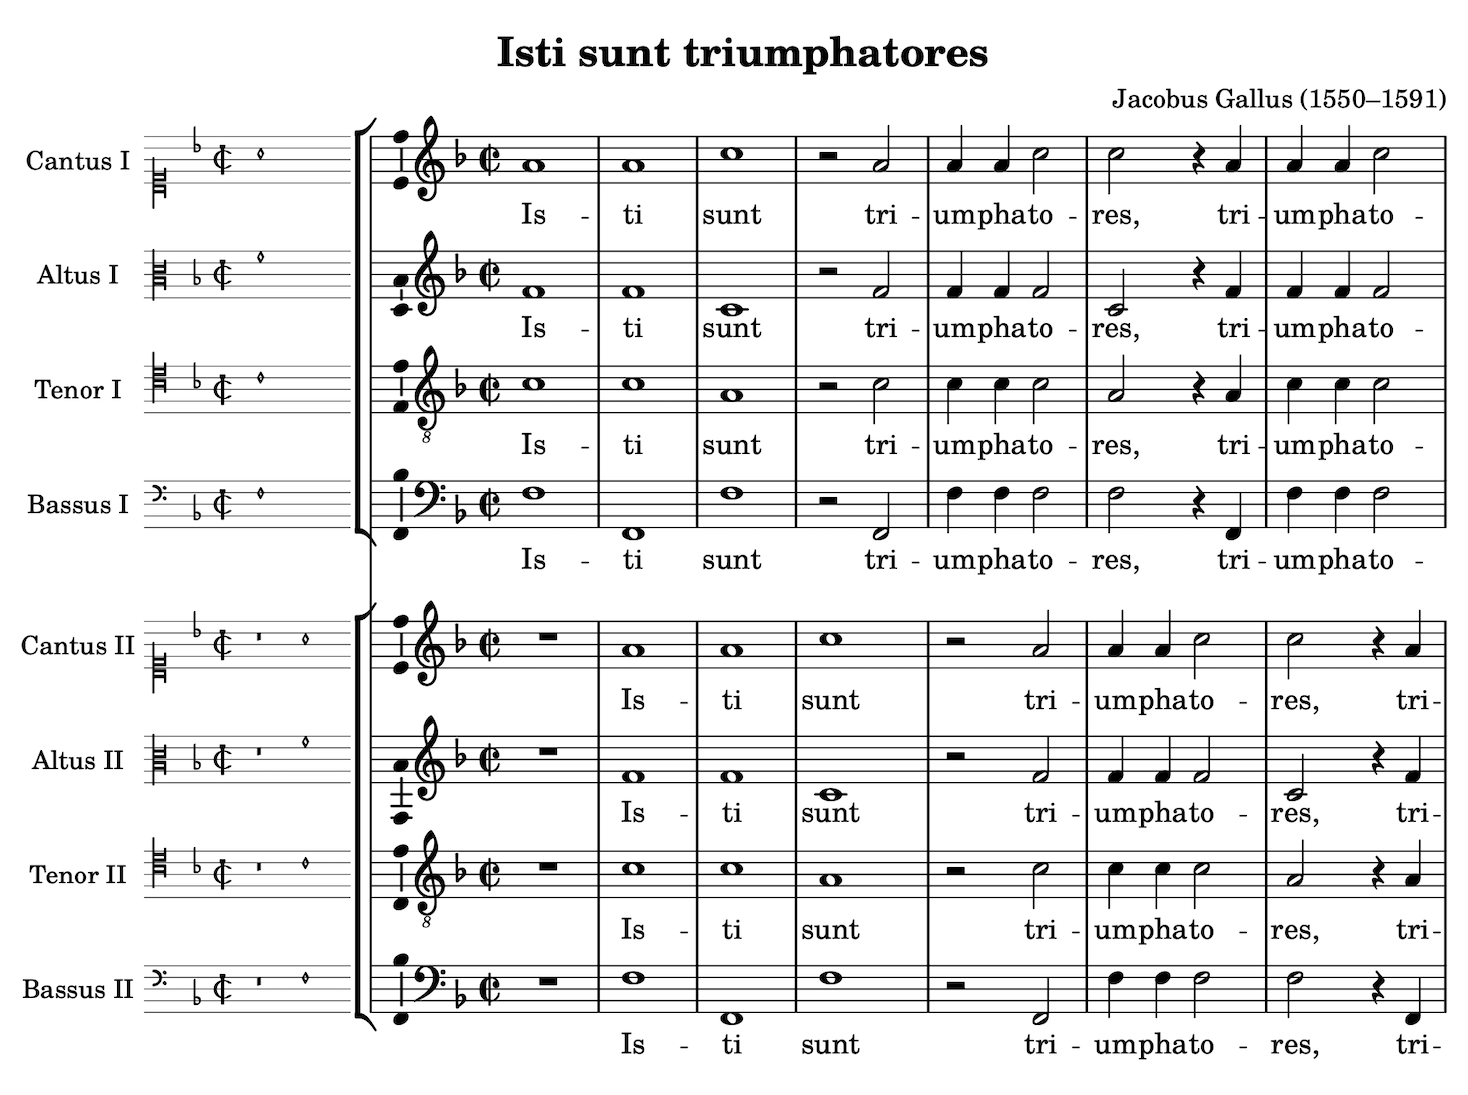 Isti sunt triumphatores
Jacobus Gallus (1550–1591)
Cantus I
Is - ti sunt tri - umphato - res, tri - umphato -
Altus I
Is - ti sunt tri - umphato - res, tri - umphato -
Tenor I
8
Is - ti sunt tri - umphato - res, tri - umphato -
Bassus I
Is - ti sunt tri - umphato - res, tri - umphato -
Cantus II
Is - ti sunt tri - umphato - res, tri -
Altus II
Is - ti sunt tri - umphato - res, tri -
Tenor II
8
Is - ti sunt tri - umphato - res, tri -
Bassus II
Is - ti sunt tri - umphato - res, tri -